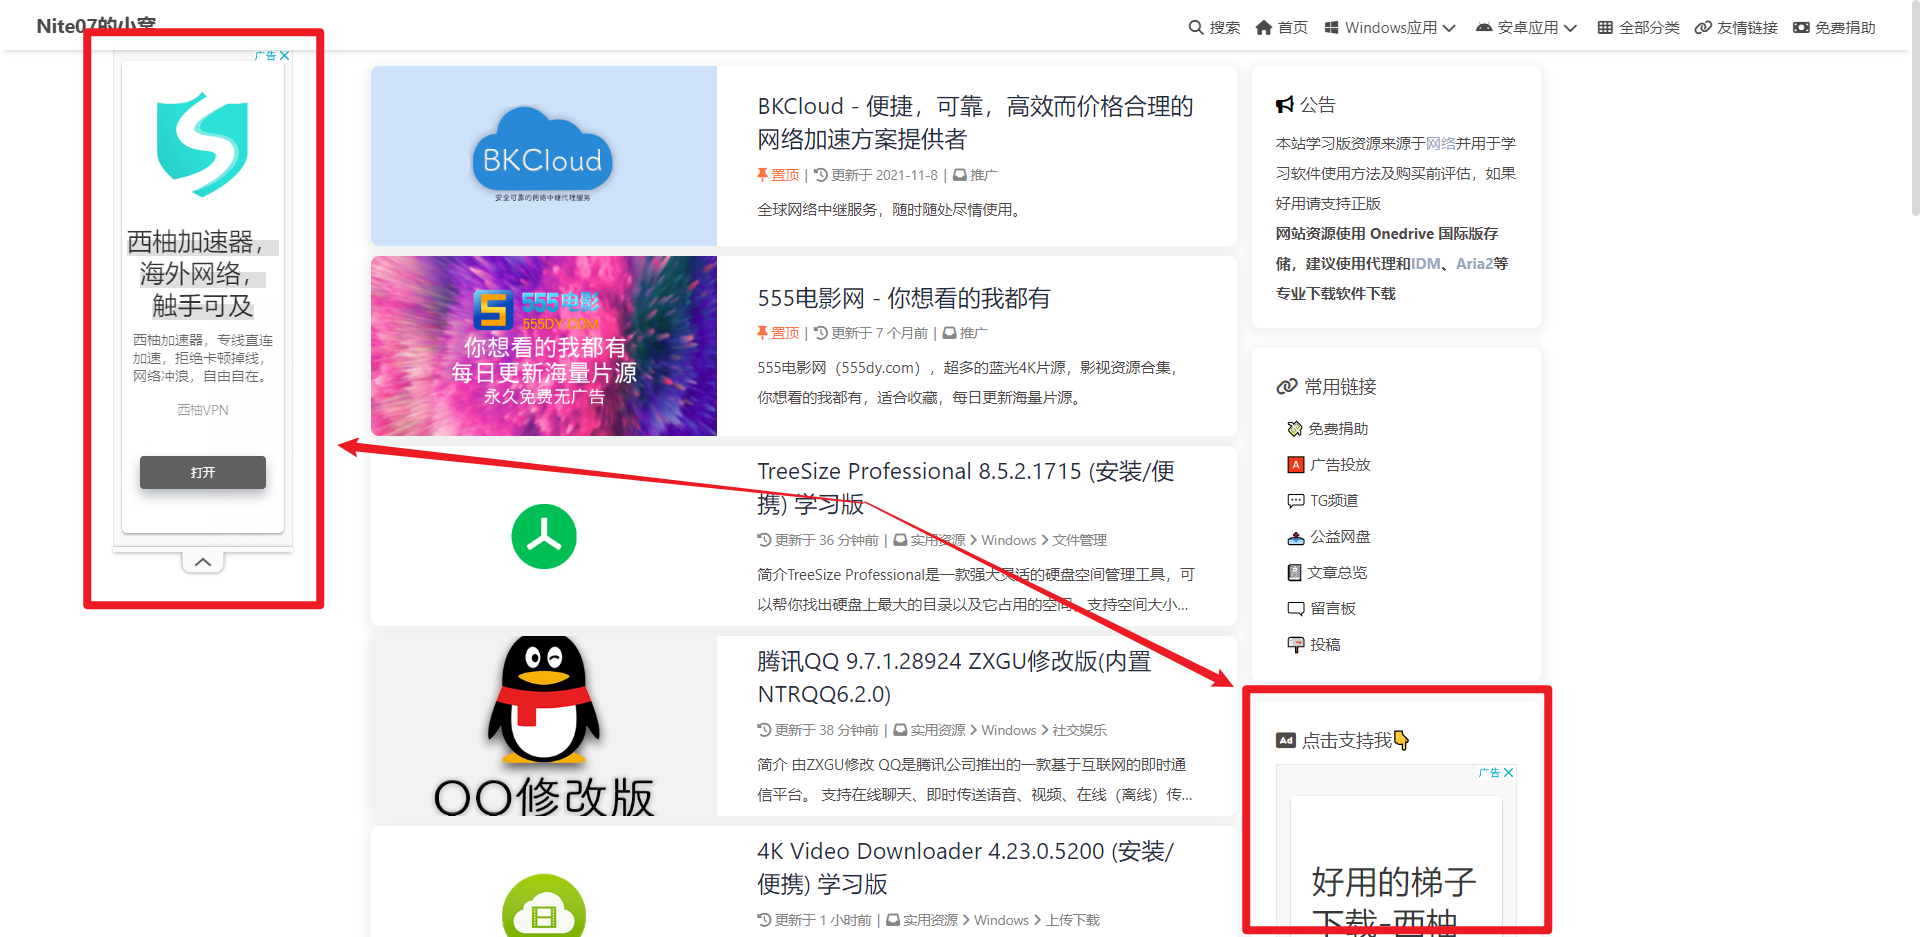 Nite07的小窝
搜索
首页
Windows应用
安卓应用
全部分类
友情链接
免费捐助
广告
西柚加速器，
海外网络，
触手可及
西柚加速器，专线直连
加速，拒绝卡顿掉线，
网络冲浪，自由自在。
西柚VPN
打开
BKCloud
安全可靠的网络中继代理服务
BKCloud - 便捷，可靠，高效而价格合理的
网络加速方案提供者
置顶 | 更新于 2021-11-8 | 推广
全球网络中继服务，随时随处尽情使用。
555电影
555DY.COM
你想看的我都有
每日更新海量片源
永久免费无广告
555电影网 - 你想看的我都有
置顶 | 更新于 7 个月前 | 推广
555电影网（555dy.com），超多的蓝光4K片源，影视资源合集，
你想看的我都有，适合收藏，每日更新海量片源。
TreeSize Professional 8.5.2.1715 (安装/便
携) 学习版
更新于 36 分钟前 | 实用资源 > Windows > 文件管理
简介TreeSize Professional是一款强大灵活的硬盘空间管理工具，可
以帮你找出硬盘上最大的目录以及它占用的空间，支持空间大小...
QQ修改版
腾讯QQ 9.7.1.28924 ZXGU修改版(内置
NTRQQ6.2.0)
更新于 38 分钟前 | 实用资源 > Windows > 社交娱乐
简介 由ZXGU修改 QQ是腾讯公司推出的一款基于互联网的即时通
信平台。 支持在线聊天、即时传送语音、视频、在线（离线）传...
4K Video Downloader 4.23.0.5200 (安装/
便携) 学习版
更新于 1 小时前 | 实用资源 > Windows > 上传下载
公告
本站学习版资源来源于网络并用于学
习软件使用方法及购买前评估，如果
好用请支持正版
网站资源使用 Onedrive 国际版存
储，建议使用代理和IDM、Aria2等
专业下载软件下载
常用链接
免费捐助
A 广告投放
TG频道
公益网盘
文章总览
留言板
投稿
Ad 点击支持我
广告
好用的梯子
下载-西柚